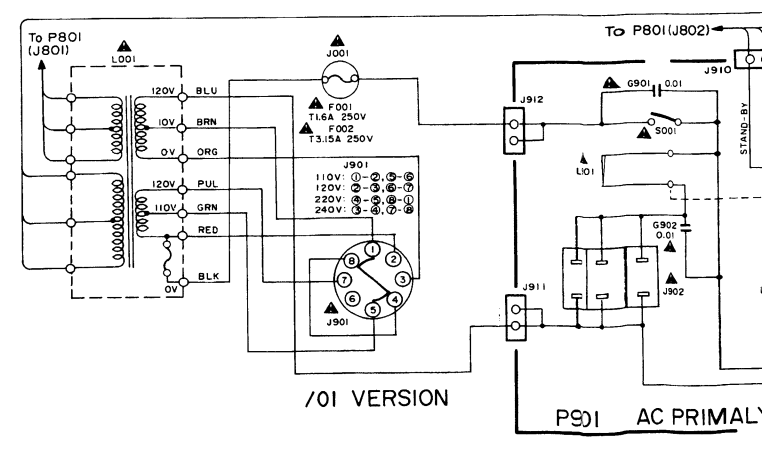 To P801
(J801)
L001
120V BLU
10V BRN
0V ORG
120V PUL
110V GRN
RED
0V BLK
J001
F001
T1.6A 250V
F002
T3.15A 250V
J901
110V: ①-2,⑤-⑥
120V: ②-③,⑥-⑦
220V: ④-⑤,⑧-①
240V: ③-④,⑦-⑧
1
2
3
4
5
6
7
8
J901
/01 VERSION
To P801(J802)
J910
J912
G901 0.01
S001
STAND-BY
L101
G902
0.01
J902
J911
P901 AC PRIMALY